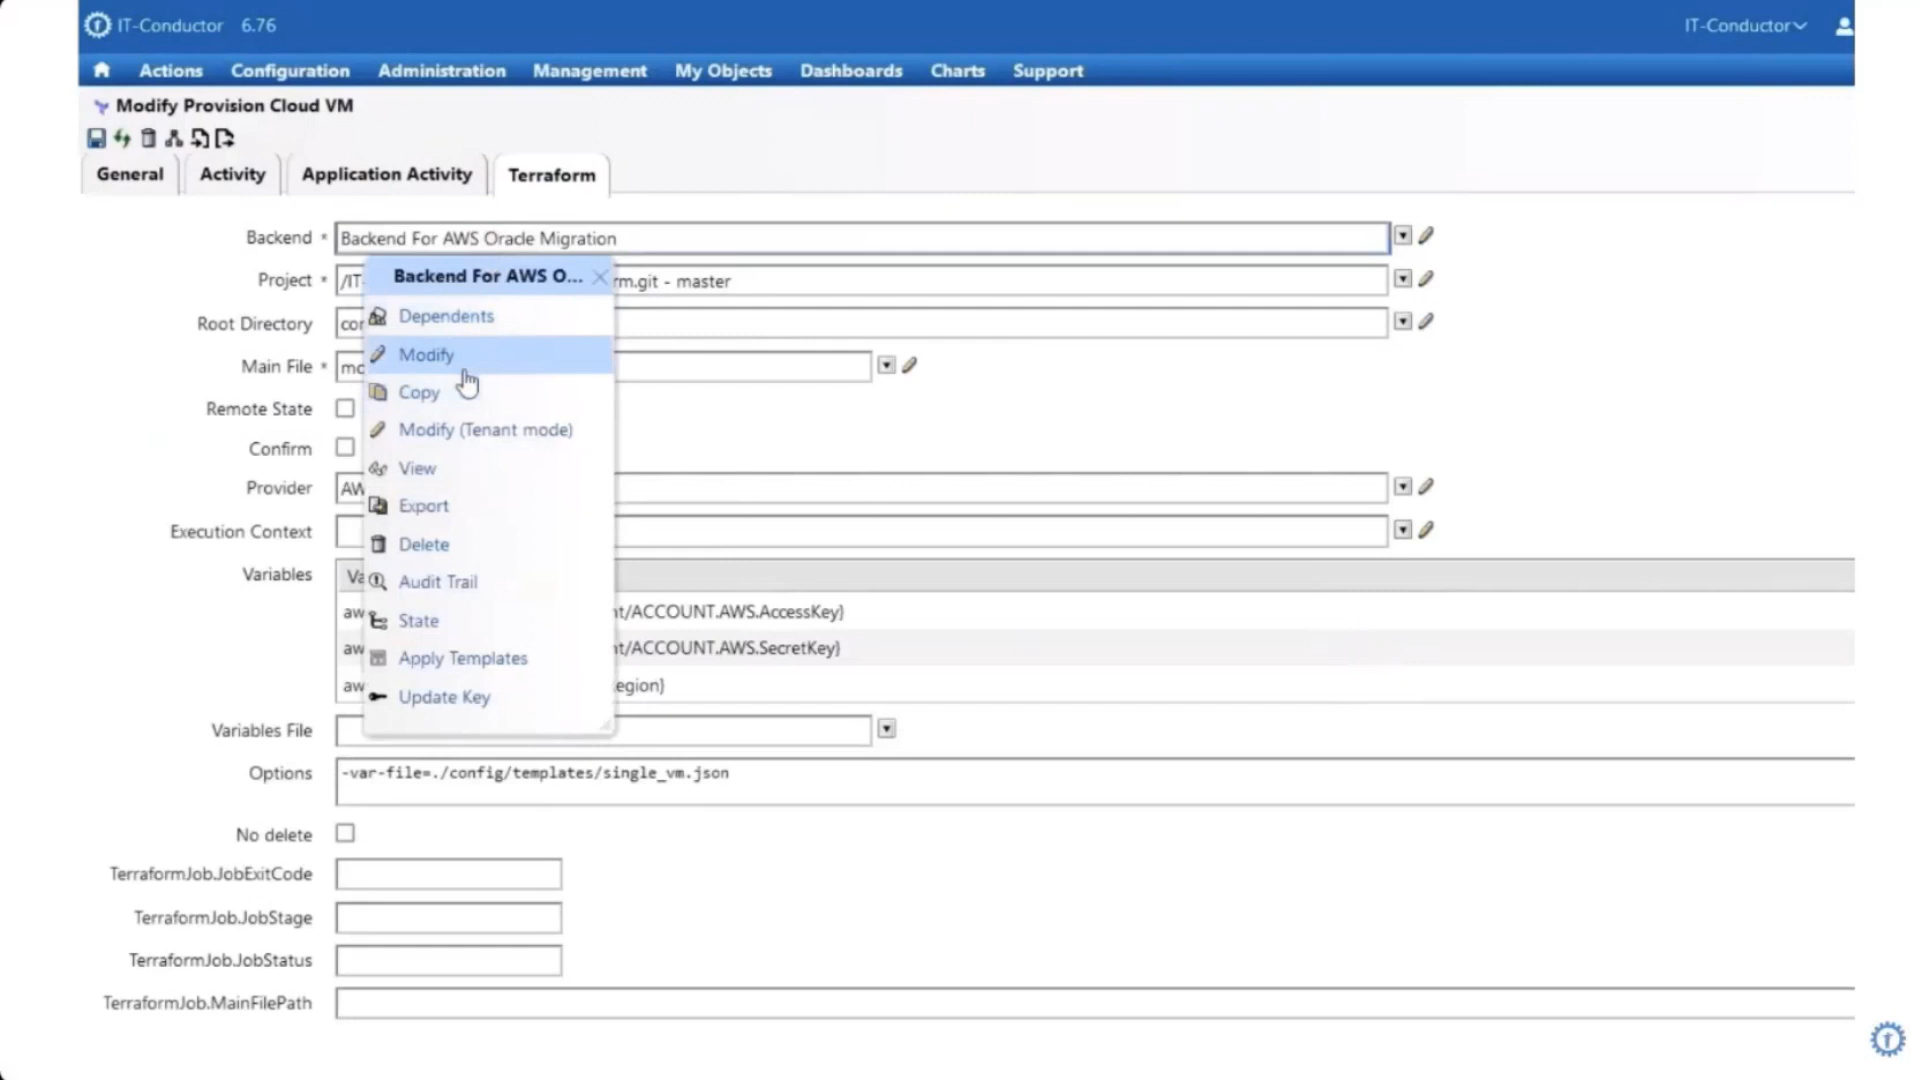 IT-Conductor 6.76 IT-Conductor
Actions Configuration Administration Management My Objects Dashboards Charts Support
Modify Provision Cloud VM
General Activity Application Activity Terraform
Backend * Backend For AWS Oracle Migration
Backend For AWS O...
Project * /IT- rm.git - master
Dependents
Root Directory
Modify
Main File *
Copy
Remote State
Modify (Tenant mode)
Confirm
View
Provider AW
Export
Execution Context
Delete
Variables Va
Audit Trail
aw nt/ACCOUNT.AWS.AccessKey}
State
aw nt/ACCOUNT.AWS.SecretKey}
Apply Templates
aw egion}
Update Key
Variables File
Options -var-file=./config/templates/single_vm.json
No delete
TerraformJob.JobExitCode
TerraformJob.JobStage
TerraformJob.JobStatus
TerraformJob.MainFilePath